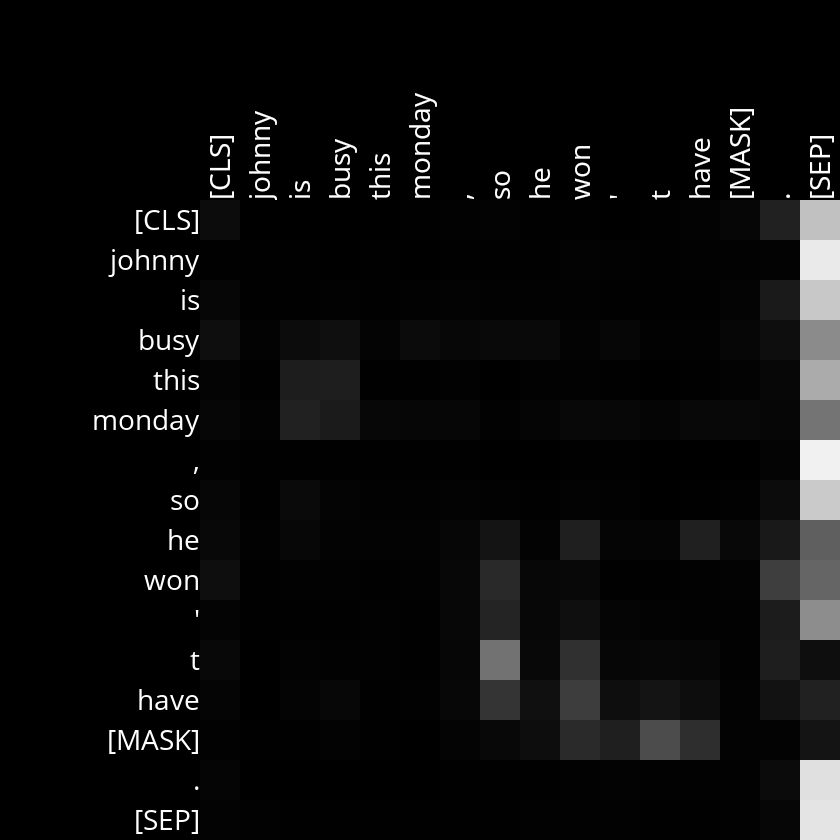 [CLS] johnny is busy this monday , so he won ' t have [MASK] . [SEP]
[CLS]
johnny
is
busy
this
monday
,
so
he
won
'
t
have
[MASK]
.
[SEP]